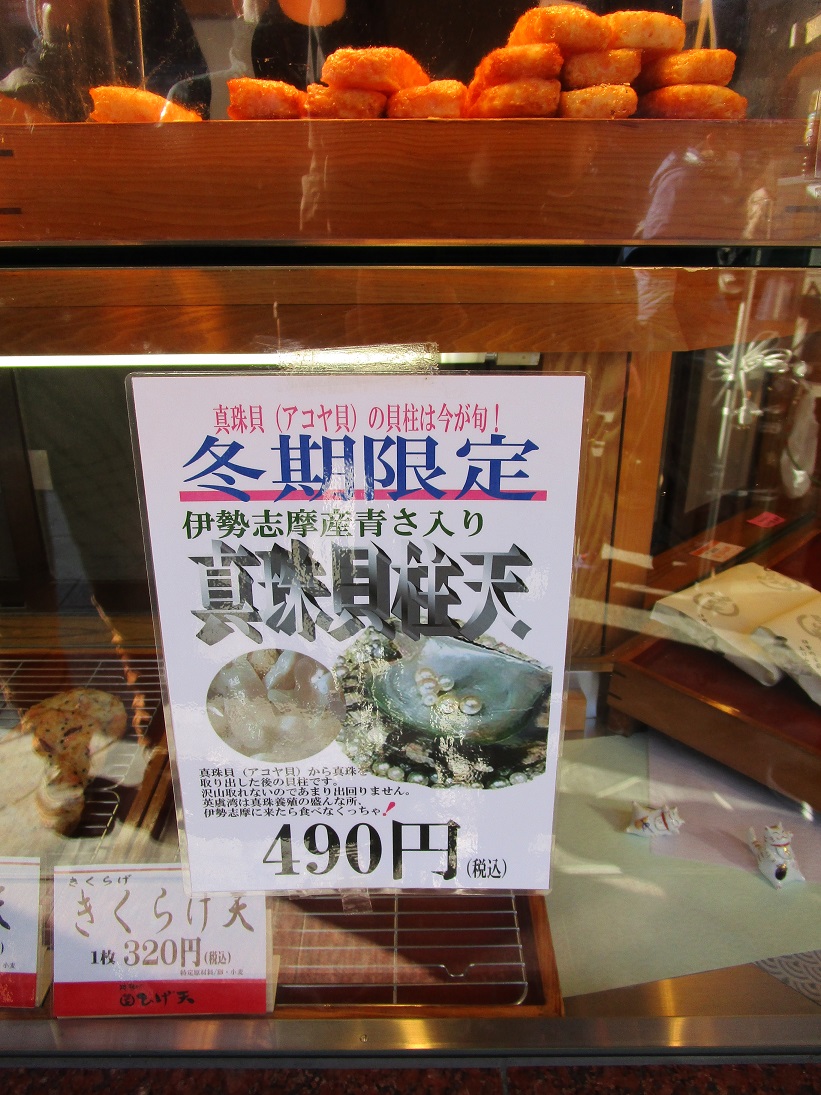 真珠貝（アコヤ貝）の貝柱は今が旬！
冬期限定
伊勢志摩産青さ入り
真珠貝柱天
真珠貝（アコヤ貝）から真珠を
取り出した後の貝柱です。
沢山取れないのであまり出回りません。
英虞湾は真珠養殖の盛んな所、
伊勢志摩に来たら食べなくっちゃ！
490円(税込)
きくらげ
きくらげ天
1枚 320円(税込)
ひげ天
天